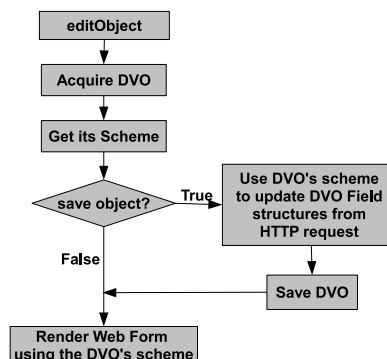 editObject
Acquire DVO
Get its Scheme
save object?
True
Use DVO's scheme
to update DVO Field
structures from
HTTP request
False
Save DVO
Render Web Form
using the DVO's scheme